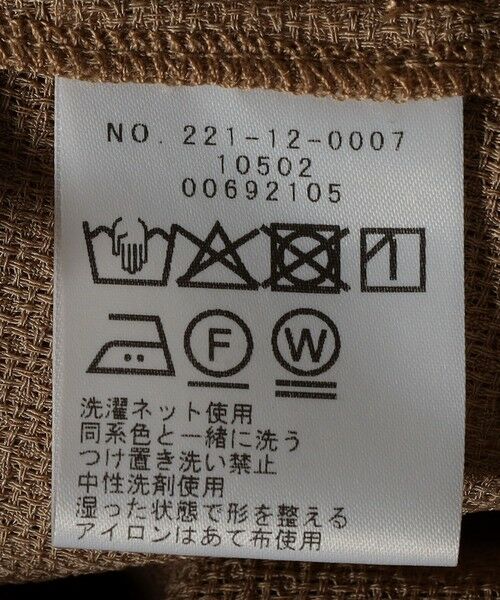 NO. 221-12-0007
10502
00692105
F W
洗濯ネット使用
同系色と一緒に洗う
つけ置き洗い禁止
中性洗剤使用
湿った状態で形を整える
アイロンはあて布使用